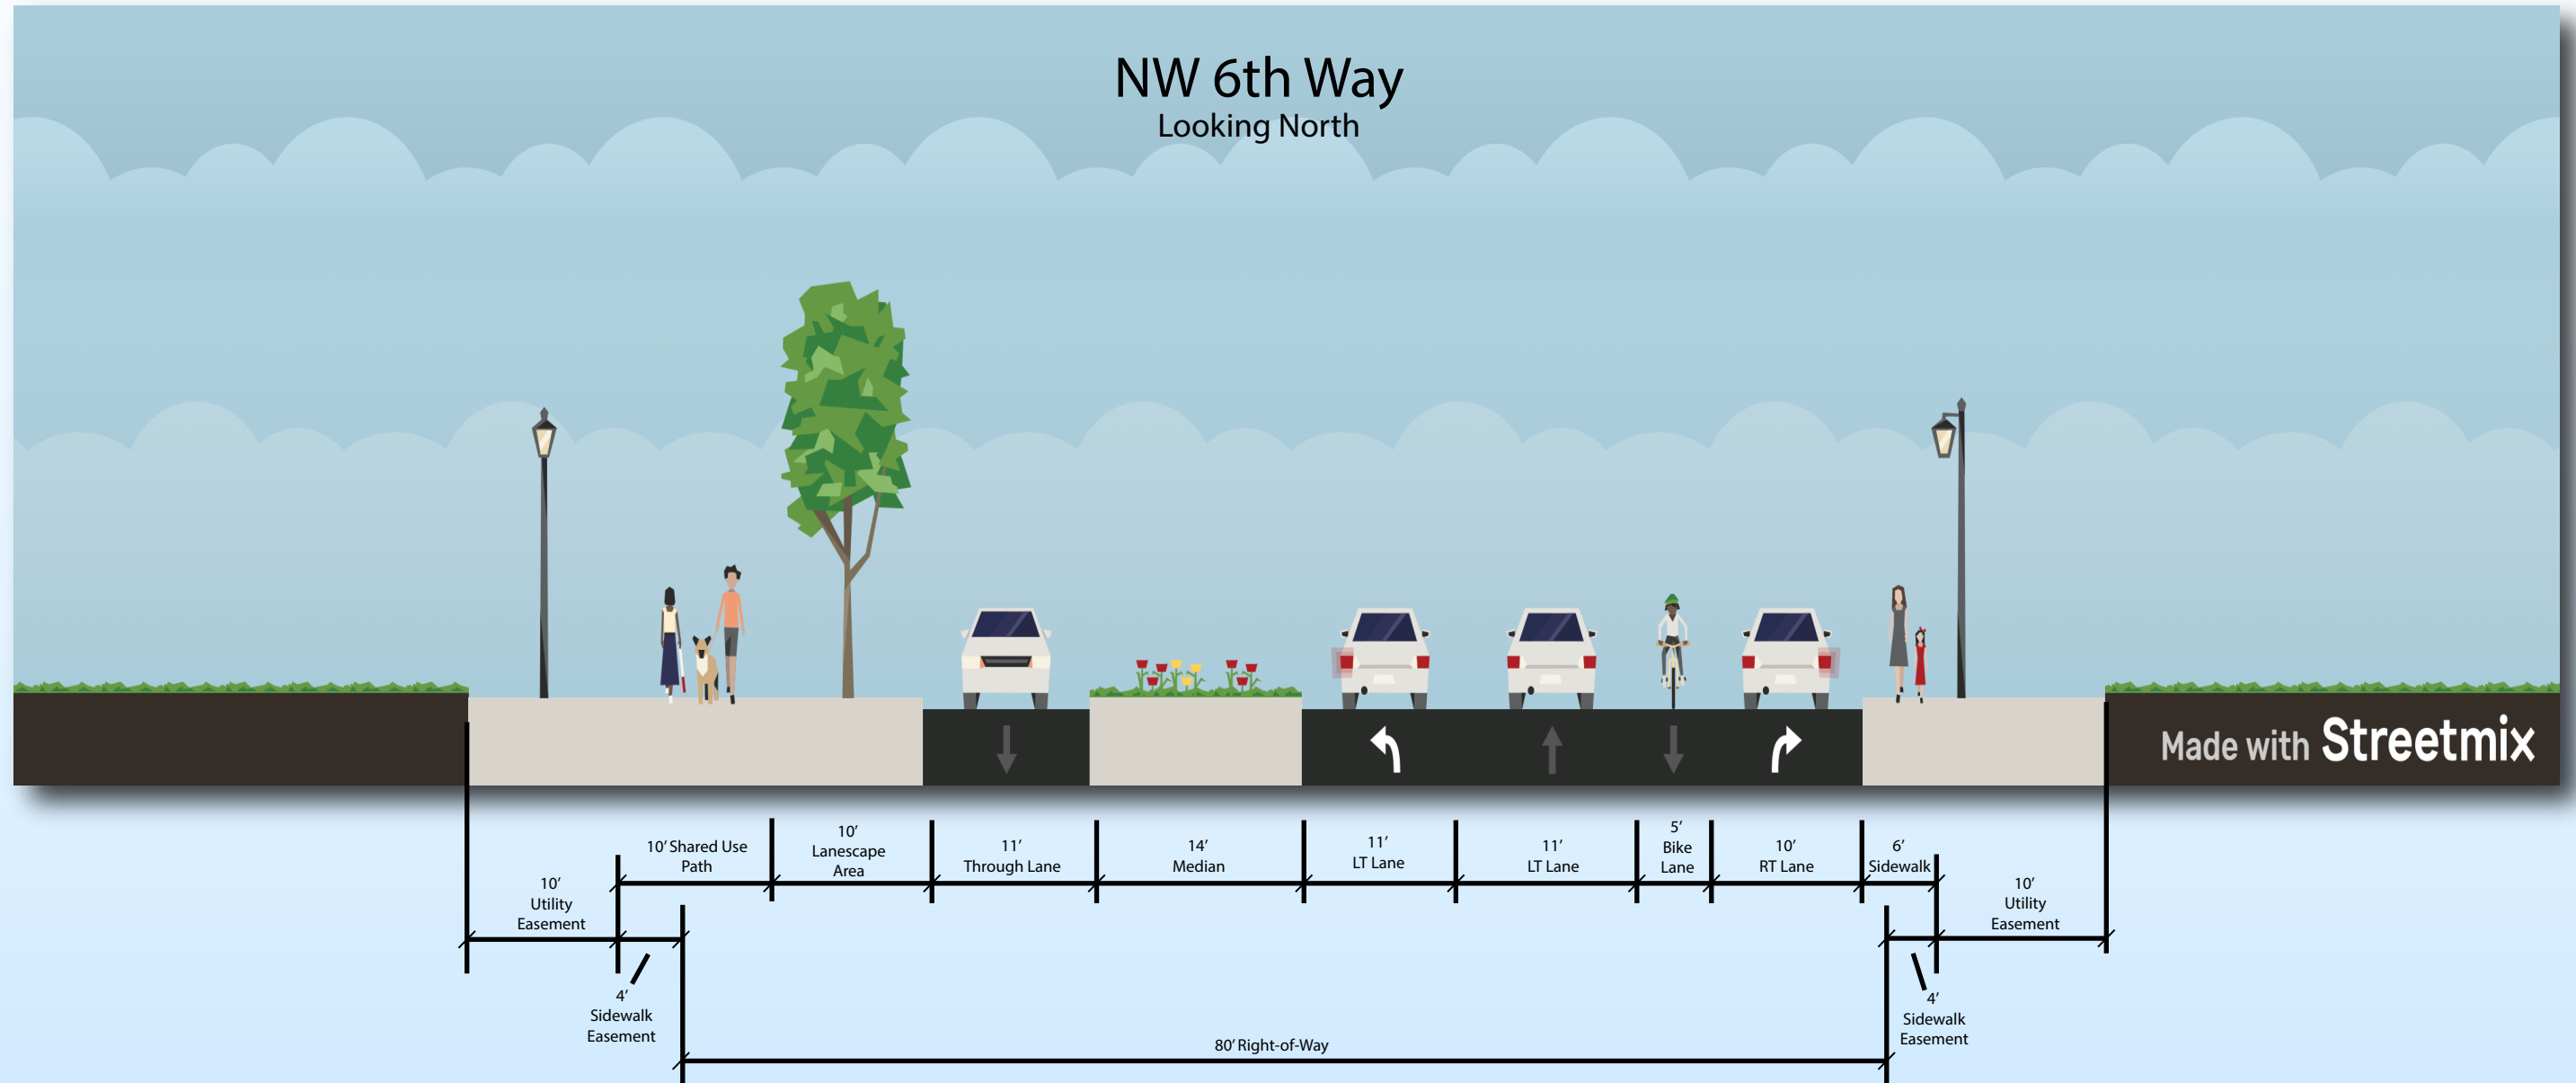 NW 6th Way
Looking North
Made with Streetmix
10' Shared Use
Path
10'
Lanescape
Area
11'
Through Lane
14'
Median
11'
LT Lane
11'
LT Lane
5'
Bike
Lane
10'
RT Lane
6'
Sidewalk
10'
Utility
Easement
10'
Utility
Easement
4'
Sidewalk
Easement
4'
Sidewalk
Easement
80' Right-of-Way